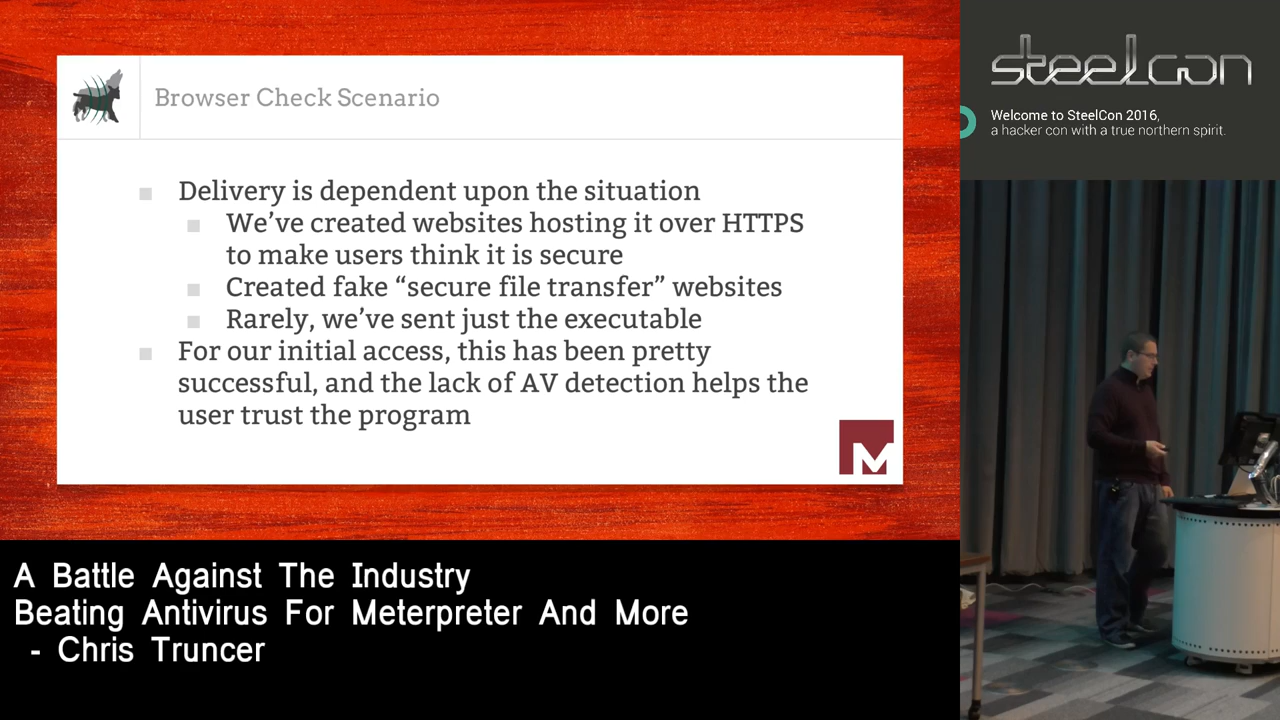 Browser Check Scenario
Delivery is dependent upon the situation
We've created websites hosting it over HTTPS
to make users think it is secure
Created fake “secure file transfer” websites
Rarely, we've sent just the executable
For our initial access, this has been pretty
successful, and the lack of AV detection helps the
user trust the program
M
steelcon
Welcome to SteelCon 2016,
a hacker con with a true northern spirit.
A Battle Against The Industry
Beating Antivirus For Meterpreter And More
- Chris Truncer